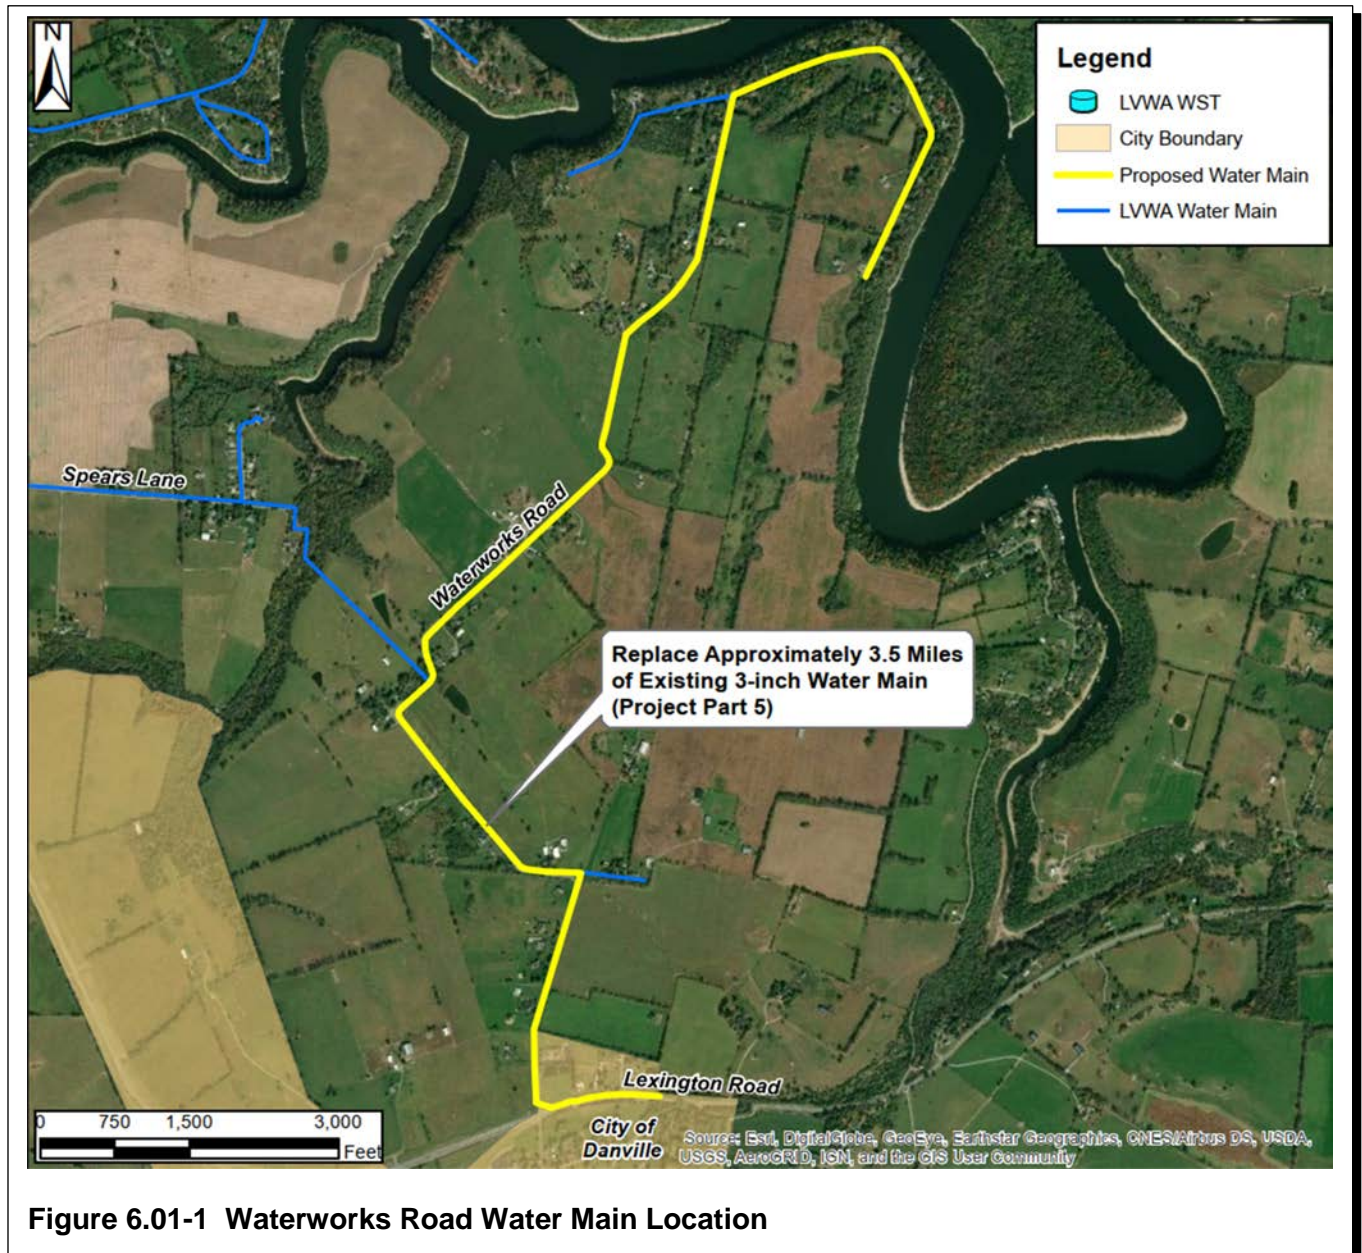 N
Legend
LVWA WST
City Boundary
Proposed Water Main
LVWA Water Main
Spears Lane
Waterworks Road
Replace Approximately 3.5 Miles
of Existing 3-inch Water Main
(Project Part 5)
Lexington Road
City of
Danville
0 750 1,500 3,000
Feet
Source: Esri, DigitalGlobe, GeoEye, Earthstar Geographics, CNES/Airbus DS, USDA,
USGS, AeroGRID, IGN, and the GIS User Community
Figure 6.01-1 Waterworks Road Water Main Location